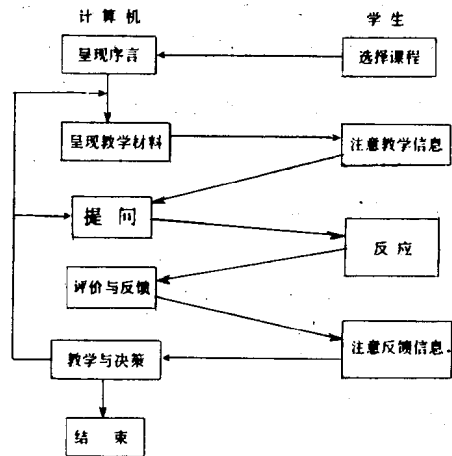 计算机 学生
呈现序言 选择课程
呈现教学材料 注意教学信息
提问
反应
评价与反馈
注意反馈信息
教学与决策
结束